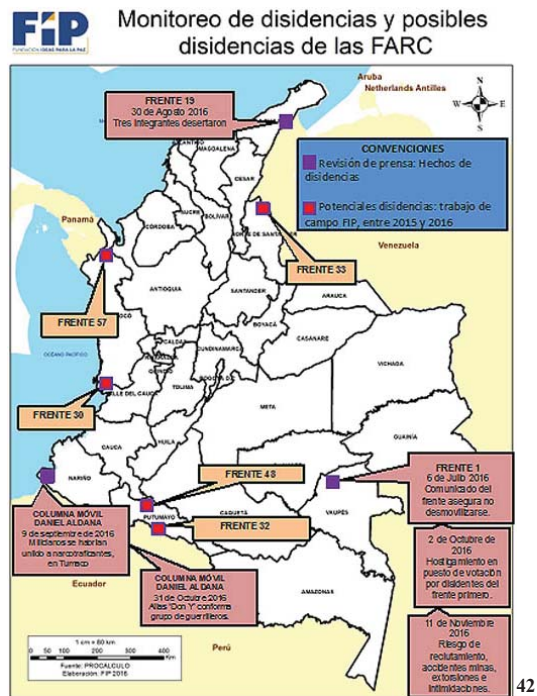 FIP
FUNDACIÓN IDEAS PARA LA PAZ
Monitoreo de disidencias y posibles
disidencias de las FARC
Aruba
Netherlands Antilles
N
W
E
S
FRENTE 19
30 de Agosto 2016
Tres integrantes desertaron
CONVENCIONES
Revisión de prensa: Hechos de
disidencias
Potenciales disidencias: trabajo de
campo FIP, entre 2015 y 2016
ATLANTICO
MAGDALENA
CESAR
SUCRE
BOLÍVAR
CÓRDOBA
NORTE DE SANTANDER
Panamá
Venezuela
FRENTE 33
ANTIOQUIA
SANTANDER
ARAUCA
FRENTE 57
BOYACÁ
CASANARE
CALDAS
CUNDINAMARCA
OCÉANO PACÍFICO
VICHADA
TOLIMA
VALLE DEL CAUCA
META
FRENTE 30
GUAINÍA
CAUCA
HUILA
NARIÑO
FRENTE 48
FRENTE 1
6 de Julio 2016
Comunicado del
frente asegura no
desmovilizarse.
CAQUETÁ
VAUPÉS
PUTUMAYO
FRENTE 32
COLUMNA MÓVIL
DANIEL ALDANA
9 de septiembre de 2016
Milicianos se habrían
unido a narcotraficantes,
en Tumaco
2 de Octubre de
2016
Hostigamiento en
puesto de votación
por disidentes del
frente primero.
COLUMNA MÓVIL
DANIEL ALDANA
31 de Octubre 2016
Alias "Don Y" conforma
grupo de guerrilleros.
Ecuador
AMAZONAS
Perú
11 de Noviembre
2016
Riesgo de
reclutamiento,
accidentes minas,
extorsiones e
intimidaciones.
1 cm = 80 km
0 50 100 200 300 400
Km
Fuente: PROCALCULO
Elaboración: FIP 2016
42